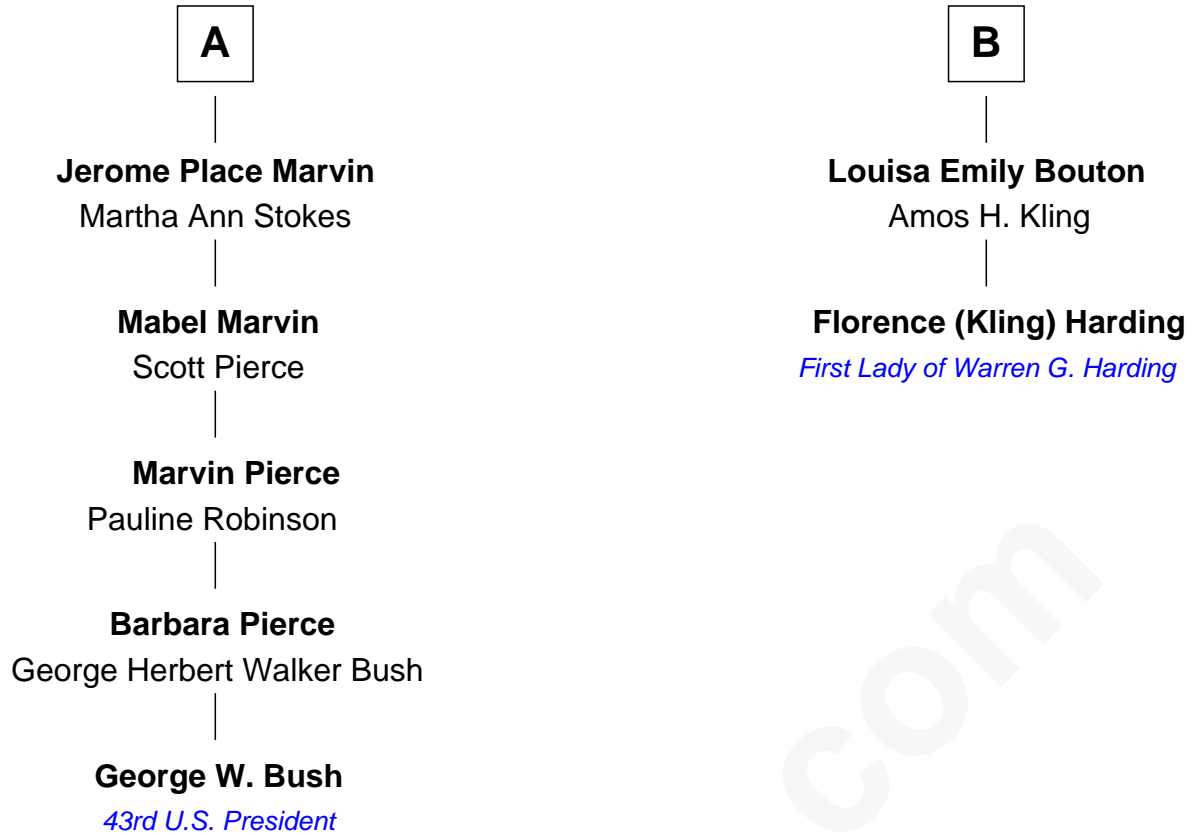 A
Jerome Place Marvin
Martha Ann Stokes
Mabel Marvin
Scott Pierce
Marvin Pierce
Pauline Robinson
Barbara Pierce
George Herbert Walker Bush
George W. Bush
43rd U.S. President
B
Louisa Emily Bouton
Amos H. Kling
Florence (Kling) Harding
First Lady of Warren G. Harding
com